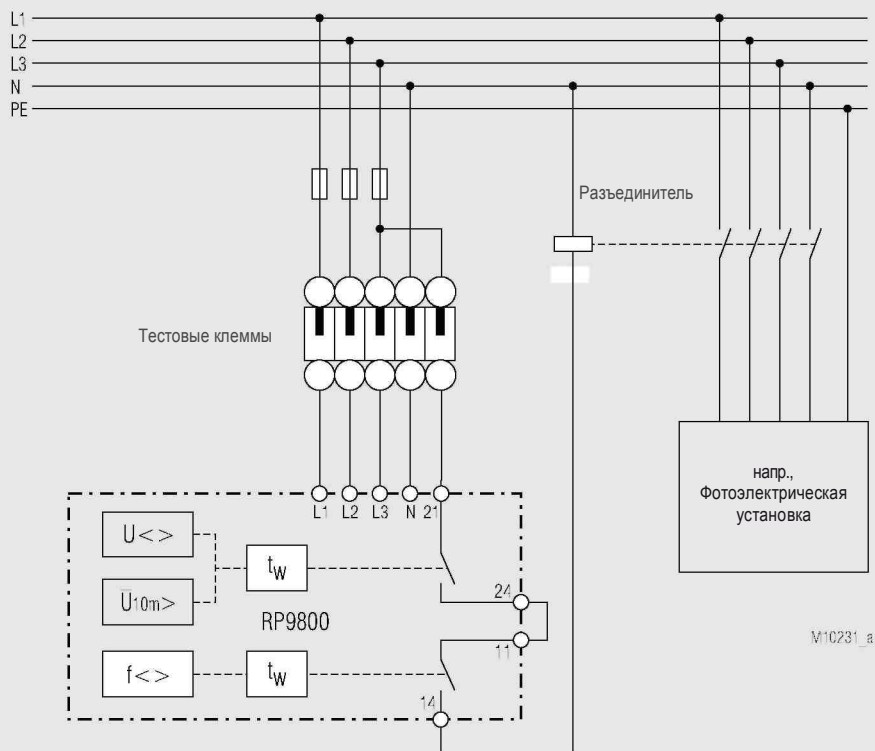 L1
L2
L3
N
PE
Разъединитель
Тестовые клеммы
напр.,
Фотоэлектрическая
установка
L1 L2 L3 N 21
U<>
tw
24
U10m>
RP9800
11
M10231_a
f<>
tw
14